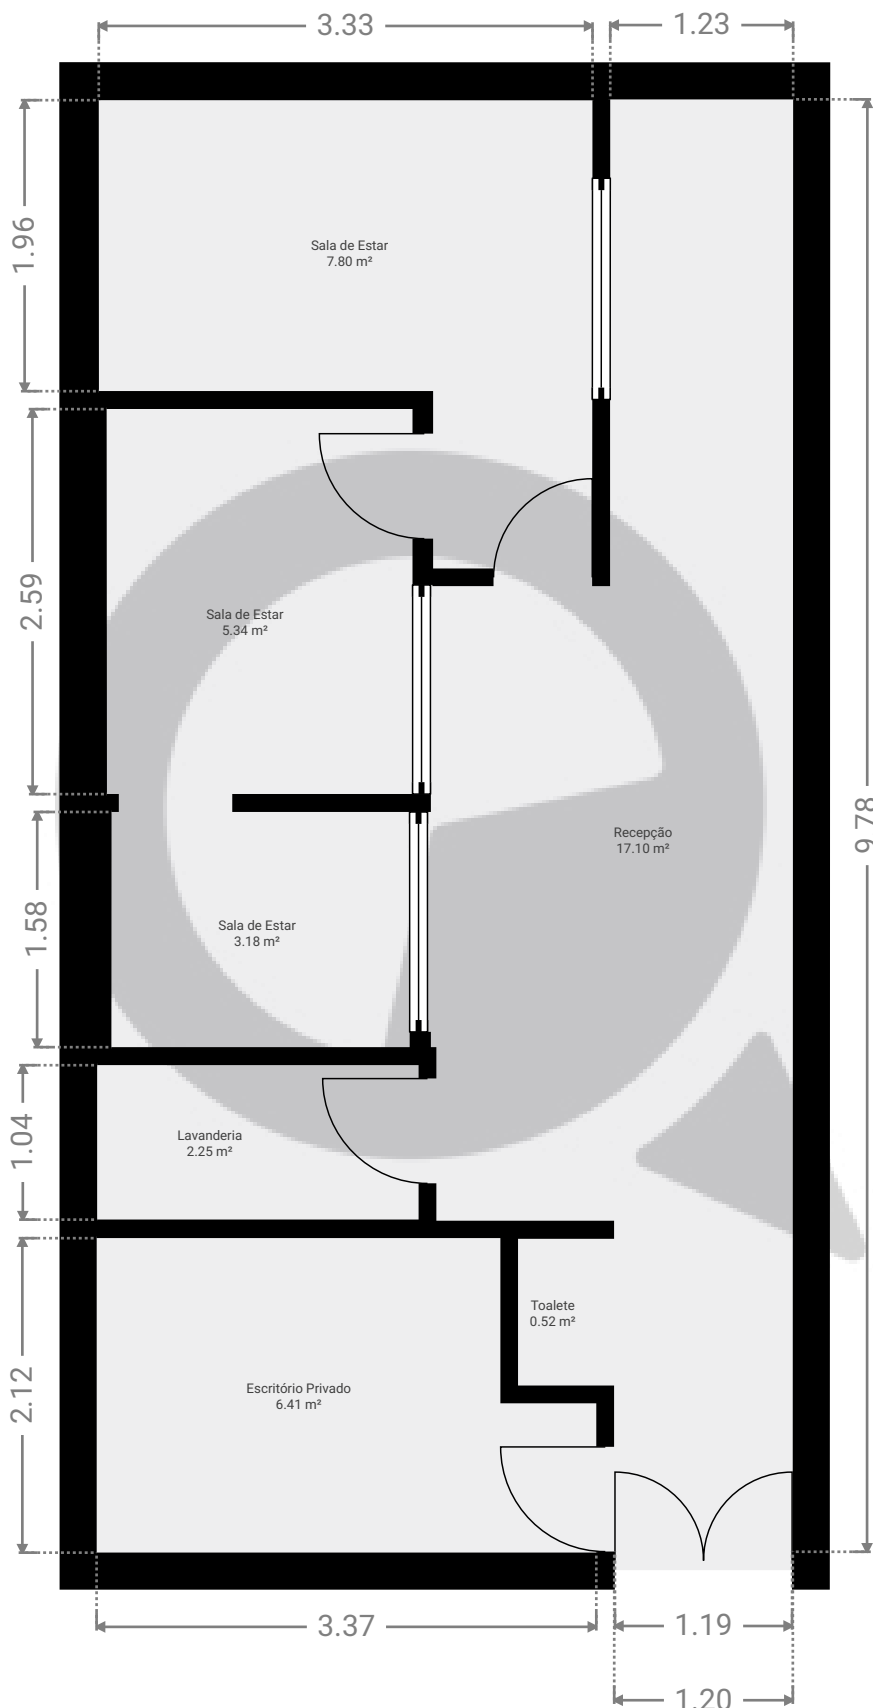 3.33
1.23
1.96
Sala de Estar
7.80 m²
2.59
Sala de Estar
5.34 m²
9.78
Recepção
17.10 m²
1.58
Sala de Estar
3.18 m²
1.04
Lavanderia
2.25 m²
Toalete
0.52 m²
2.12
Escritório Privado
6.41 m²
3.37
1.19
1.20